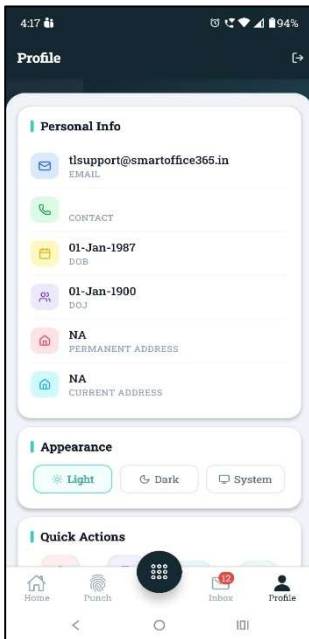 4:17
94%
Profile
Personal Info
tlsupport@smartoffice365.in
EMAIL
CONTACT
01-Jan-1987
DOB
01-Jan-1900
DOJ
NA
PERMANENT ADDRESS
NA
CURRENT ADDRESS
Appearance
Light Dark System
Quick Actions
12
Home Punch Inbox Profile